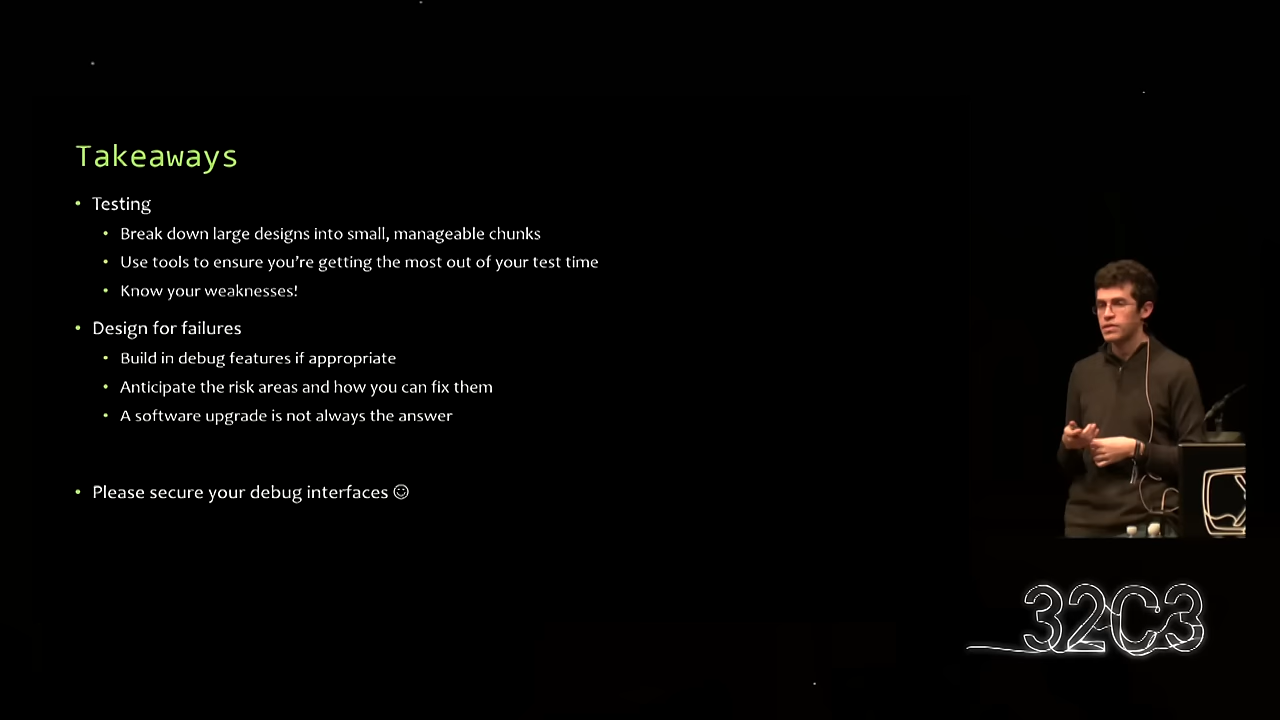 Takeaways
• Testing
• Break down large designs into small, manageable chunks
• Use tools to ensure you’re getting the most out of your test time
• Know your weaknesses!
• Design for failures
• Build in debug features if appropriate
• Anticipate the risk areas and how you can fix them
• A software upgrade is not always the answer
• Please secure your debug interfaces ☺
32C3